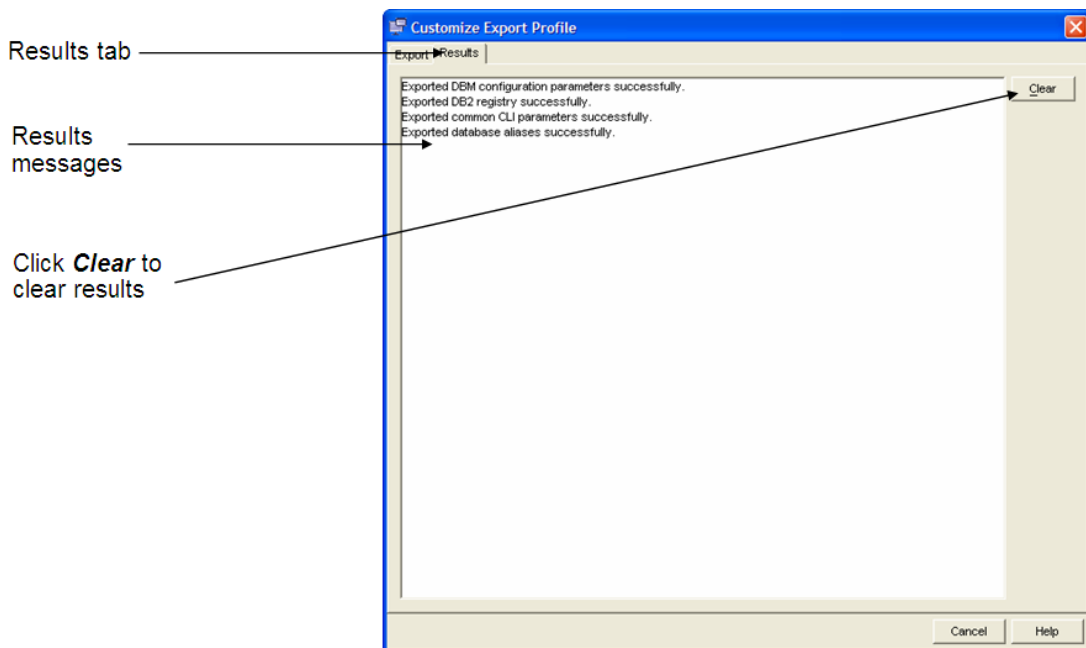 Customize Export Profile
Results tab
Export Results
Exported DBM configuration parameters successfully.
Clear
Exported DB2 registry successfully.
Exported common CLI parameters successfully.
Exported database aliases successfully.
Results
messages
Click Clear to
clear results
Cancel Help